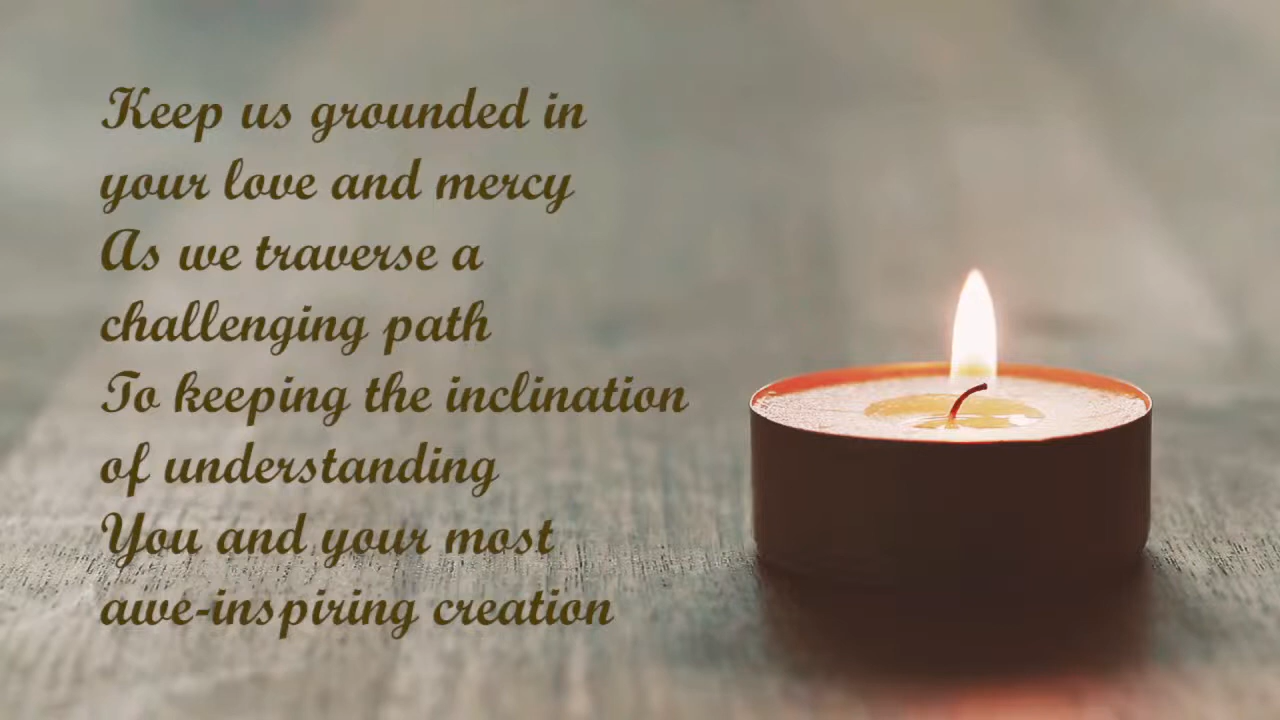 Keep us grounded in
your love and mercy
As we traverse a
challenging path
To keeping the inclination
of understanding
You and your most
awe-inspiring creation